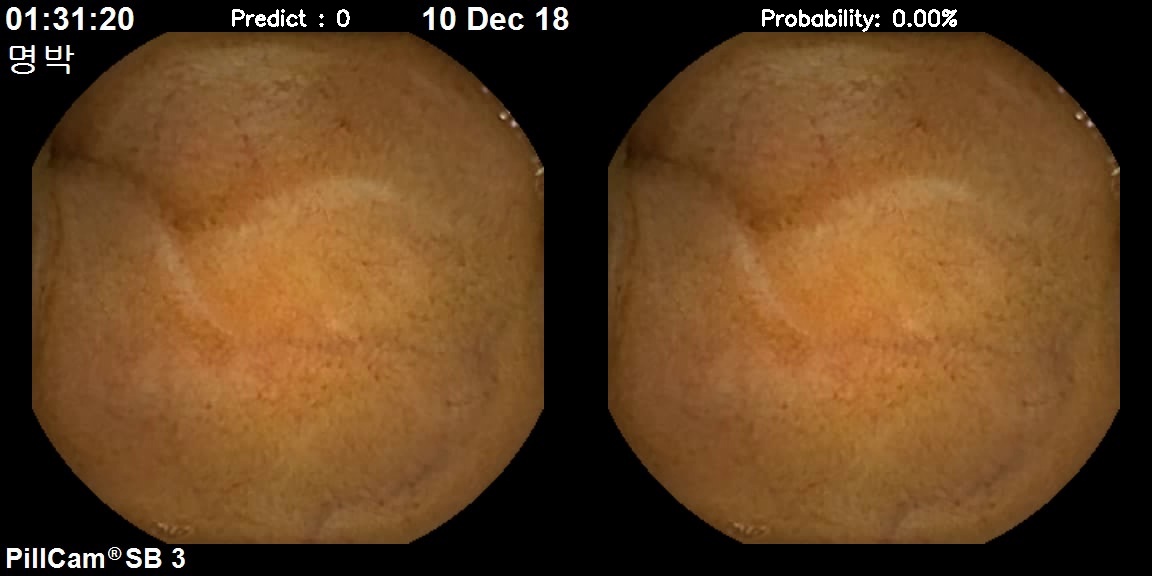 01:31:20
Predict : 0
10 Dec 18
Probability: 0.00%
명박
PillCam® SB 3